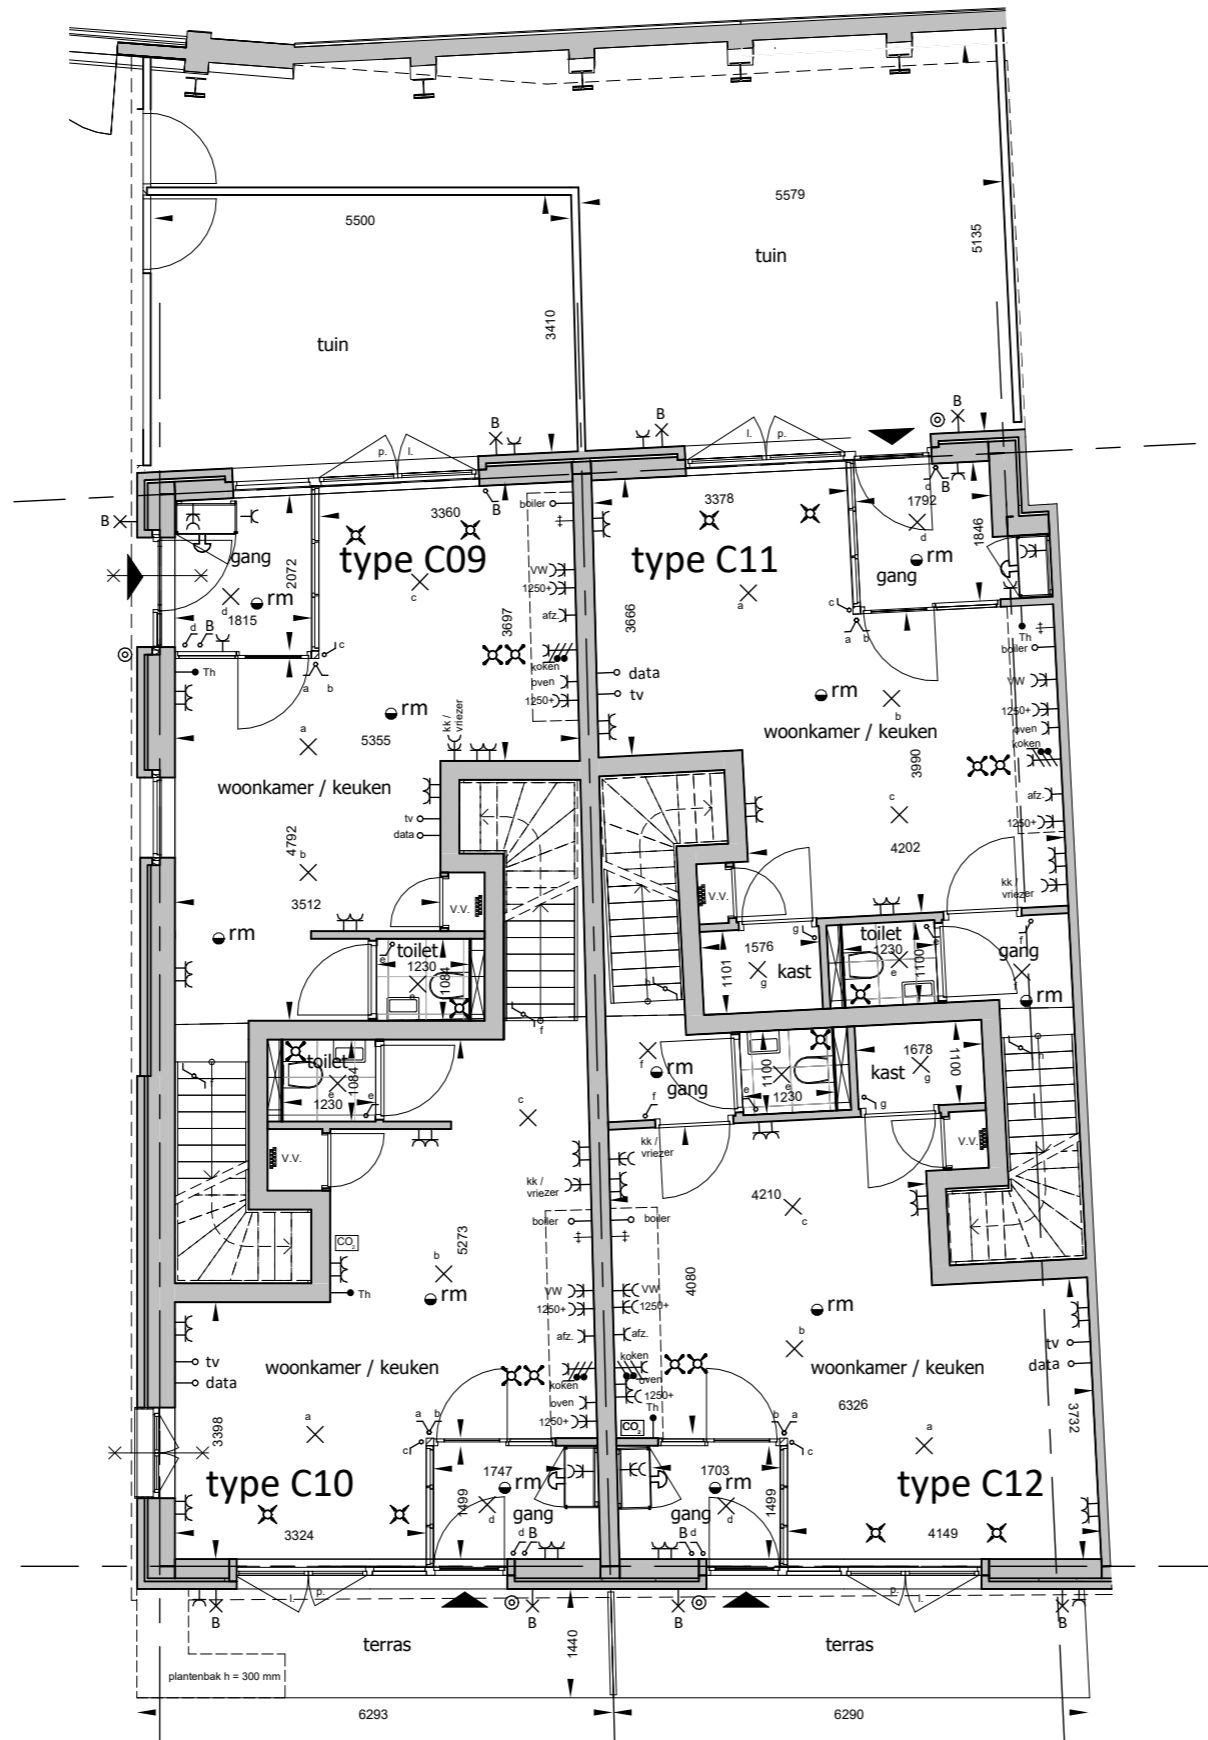 5500
5579
tuin
5135
3410
tuin
B
B
B
p.
l.
l.
p.
B
3360
boiler
B
3378
1792
d
B
1846
type C09
type C11
gang
2072
c
VW
1250+
a
d
rm
gang
d
rm
1815
3697
afz.
3666
c
a
b
d
B
c
koken
oven
1250+
Th
a
b
data
tv
Th
boiler
VW
1250+
oven
koken
rm
kk /
vriezer
rm
b
a
5355
woonkamer / keuken
3990
woonkamer / keuken
tv
data
c
afz.
1250+
4792
b
4202
3512
V.V.
V.V.
kk /
vriezer
rm
toilet
e
1230
1084
e
g
1576
kast
1101
g
toilet
e
1230
1100
e
f
gang
f
rm
f
h
toilet
1084
e
1230
e
f
rm
gang
f
1100
e
1230
1678
kast
1100
g
g
h
c
V.V.
kk /
vriezer
kk /
vriezer
V.V.
CO2
b
5273
boiler
boiler
4210
c
Th
rm
VW
1250+
VW
1250+
4080
rm
afz.
afz.
b
tv
data
woonkamer / keuken
koken
oven
1250+
koken
oven
1250+
woonkamer / keuken
tv
data
6326
3398
a
a
b
c
Th
CO2
b
a
c
a
3732
type C10
1747
rm
1499
d
gang
1703
rm
gang
d
1499
type C12
3324
d
B
B
d
4149
B
l.
p.
B
B
p.
l.
B
terras
1440
terras
plantenbak h = 300 mm
6293
6290